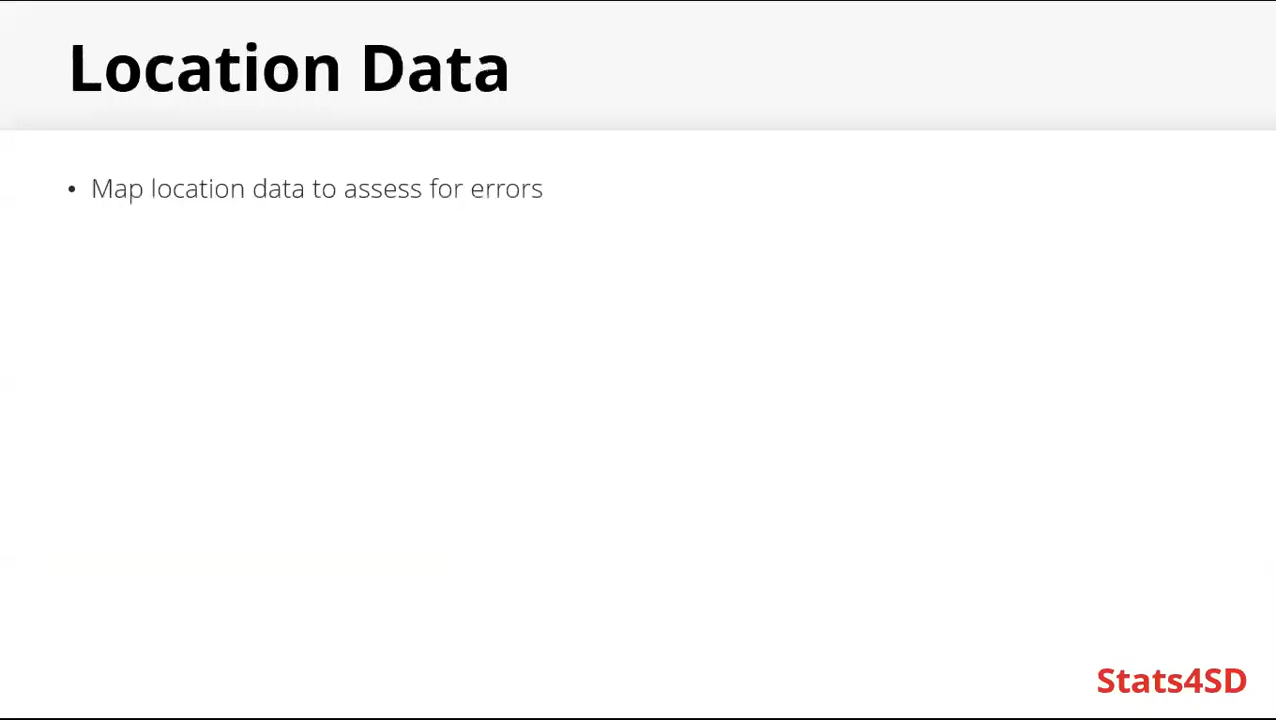 Location Data
• Map location data to assess for errors
Stats4SD